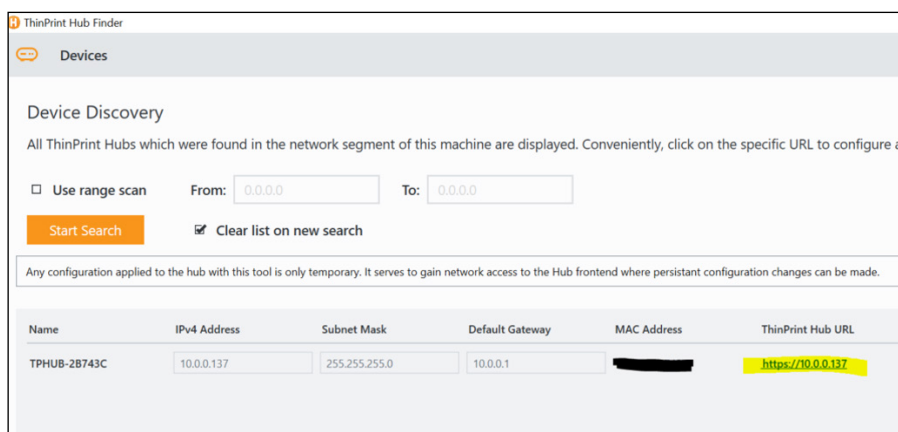 ThinPrint Hub Finder
Devices
Device Discovery
All ThinPrint Hubs which were found in the network segment of this machine are displayed. Conveniently, click on the specific URL to configure
Use range scan From: 0.0.0.0 To: 0.0.0.0
Start Search Clear list on new search
Any configuration applied to the hub with this tool is only temporary. It serves to gain network access to the Hub frontend where persistant configuration changes can be made.
Name IPv4 Address Subnet Mask Default Gateway MAC Address ThinPrint Hub URL
TPHUB-2B743C 10.0.0.137 255.255.255.0 10.0.0.1 https://10.0.0.137